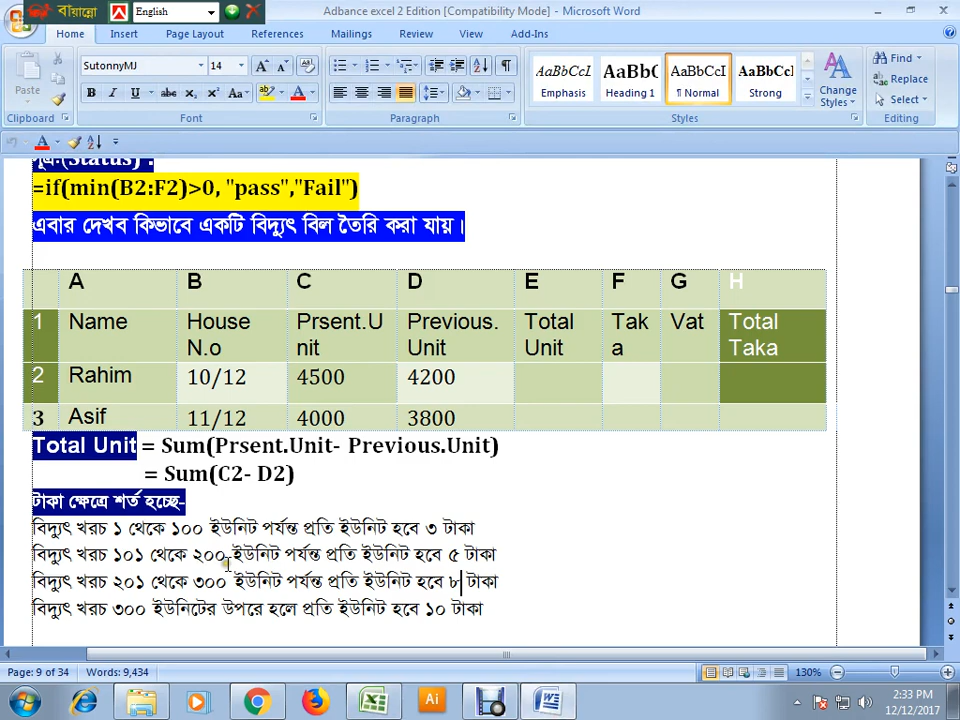 বায়ান্নো English
Adbance excel 2 Edition [Compatibility Mode] - Microsoft Word
Home Insert Page Layout References Mailings Review View Add-Ins
SutonnyMJ 14
Paste
Clipboard Font Paragraph Styles Editing
AaBbCcI AaBbC AaBbCcI AaBbCc
Emphasis Heading 1 ¶ Normal Strong
Change Styles
Find
Replace
Select
সূত্র:(Status) :
=if(min(B2:F2)>0, "pass","Fail")
এবার দেখব কিভাবে একটি বিদ্যুৎ বিল তৈরি করা যায় ।
A B C D E F G H
1 Name House N.o Prsent.Unit Previous.Unit Total Unit Taka Vat Total Taka
2 Rahim 10/12 4500 4200
3 Asif 11/12 4000 3800
Total Unit = Sum(Prsent.Unit- Previous.Unit)
= Sum(C2- D2)
টাকা ক্ষেত্রে শর্ত হচ্ছে-
বিদ্যুৎ খরচ ১ থেকে ১০০ ইউনিট পর্যন্ত প্রতি ইউনিট হবে ৩ টাকা
বিদ্যুৎ খরচ ১০১ থেকে ২০০ ইউনিট পর্যন্ত প্রতি ইউনিট হবে ৫ টাকা
বিদ্যুৎ খরচ ২০১ থেকে ৩০০ ইউনিট পর্যন্ত প্রতি ইউনিট হবে ৮ টাকা
বিদ্যুৎ খরচ ৩০০ ইউনিটের উপরে হলে প্রতি ইউনিট হবে ১০ টাকা
Page: 9 of 34 Words: 9,434 130%
Ai
2:33 PM
12/12/2017